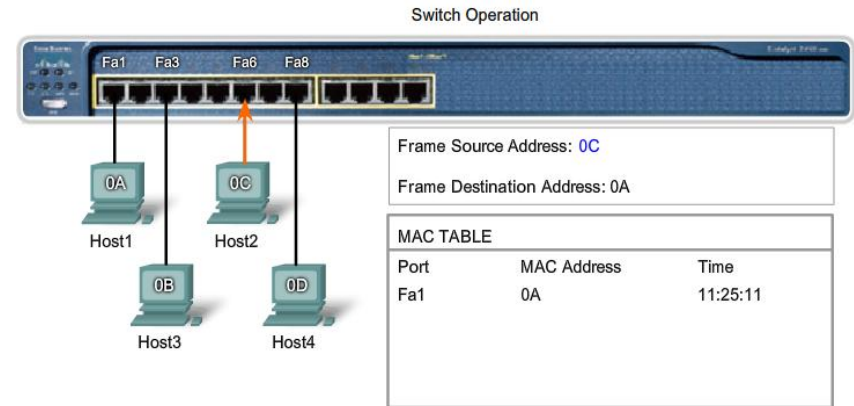 Switch Operation
Fa1 Fa3 Fa6 Fa8
Frame Source Address: 0C
Frame Destination Address: 0A
0A
0C
Host1
Host2
0B
0D
Host3
Host4
MAC TABLE
Port MAC Address Time
Fa1 0A 11:25:11